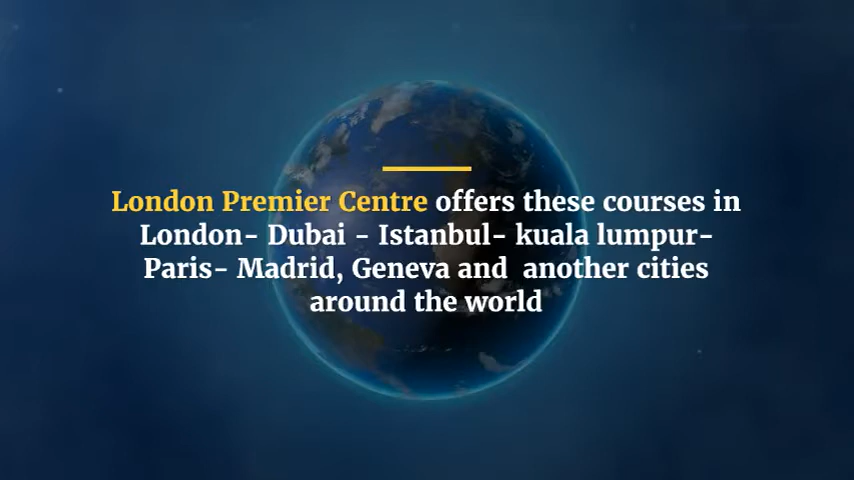 London Premier Centre offers these courses in
London- Dubai - Istanbul- kuala lumpur-
Paris- Madrid, Geneva and  another cities
around the world